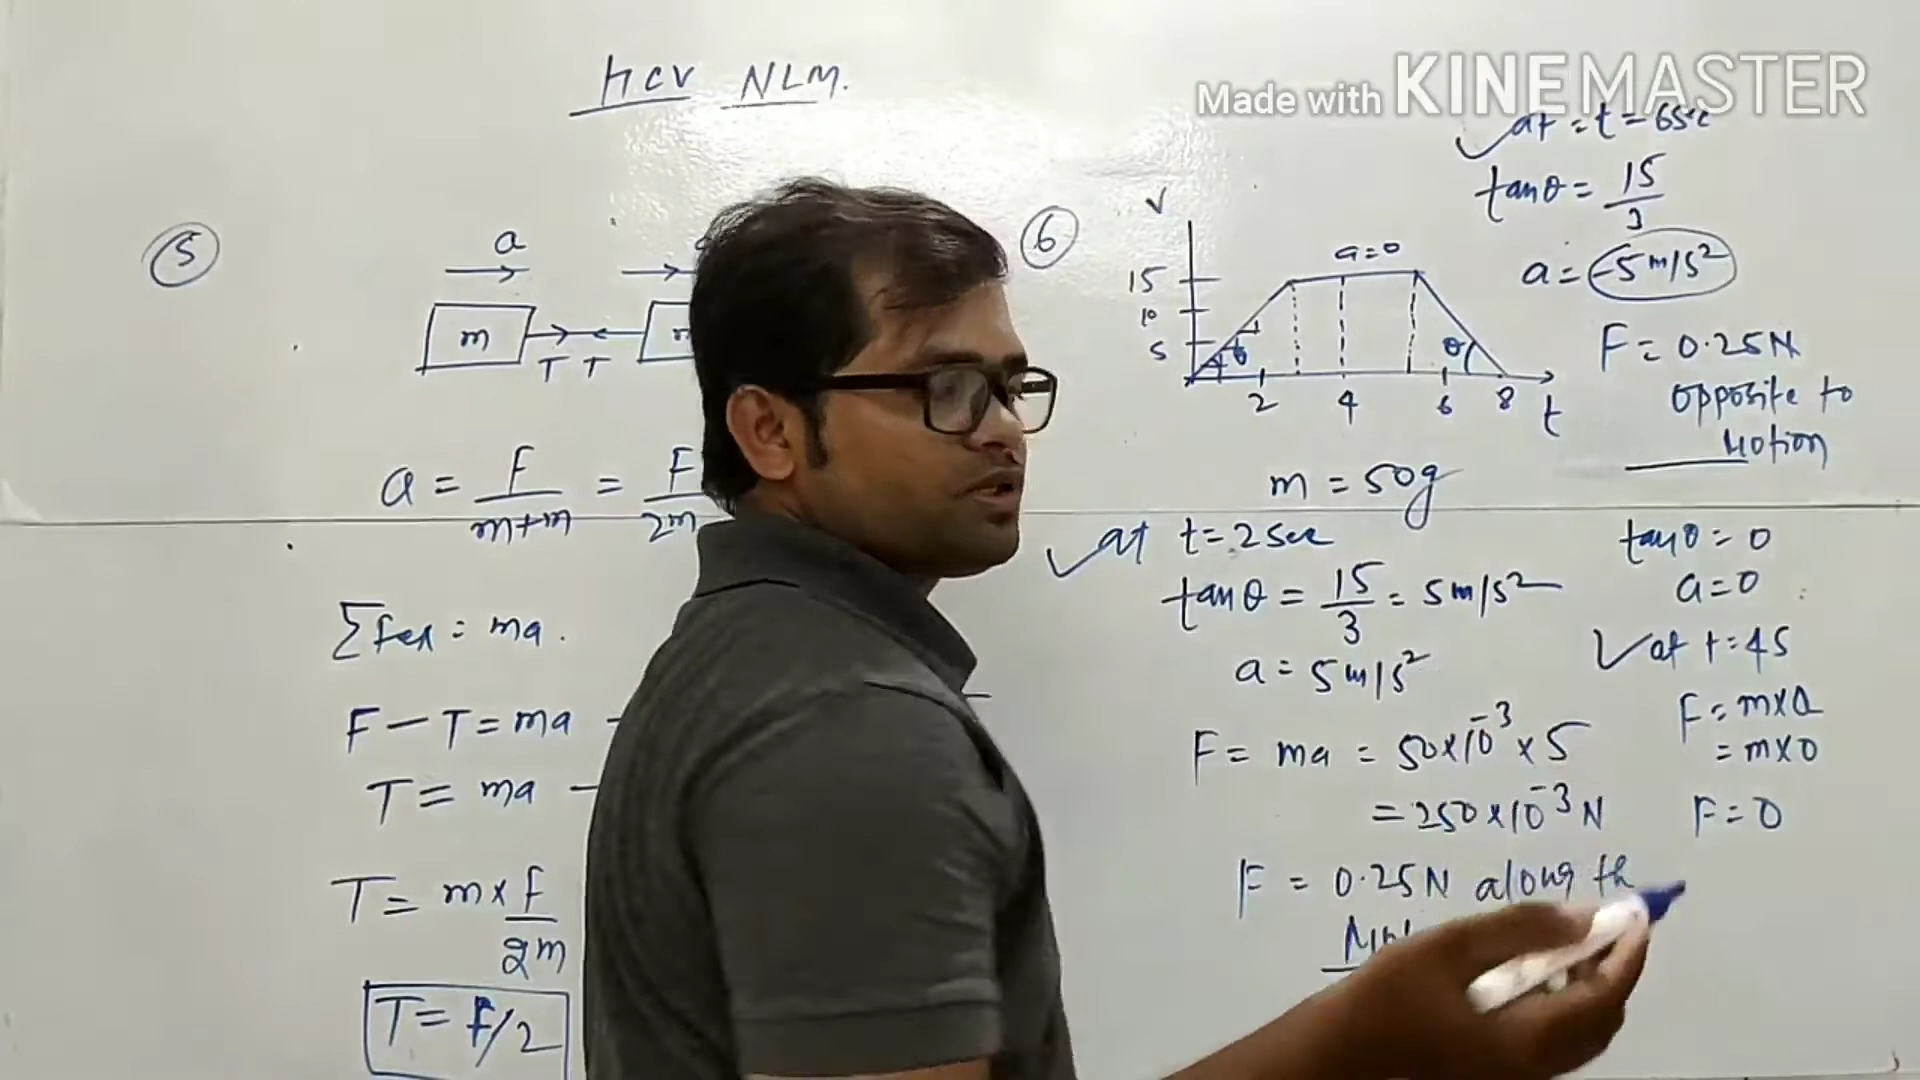 HCV NLM.
Made with KINEMASTER
5
a
m
T T
a = F/m+m = F/2m
∑Fex = ma.
F − T = ma −
T = ma −
T = m × F/2m
T = F/2
6
V
a=0
15
10
5
θ
θ
2 4 6 8 t
m = 50g
✓at t = 2 Sec
tanθ = 15/3 = 5 m/s²
a = 5 m/s²
F = ma = 50×10⁻³ × 5
= 250×10⁻³ N
F = 0.25N along th
✓at = t = 6sec
tanθ = 15/3
a = −5 m/s²
F = 0.25N
opposite to
Motion
tanθ = 0
a = 0
✓at t = 4S
F = m×a
= m×0
F = 0